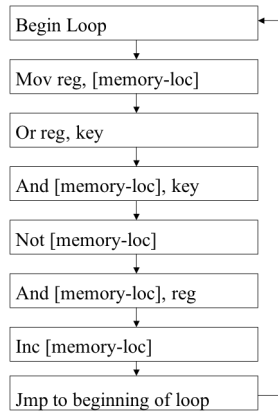 Begin Loop
Mov reg, [memory-loc]
Or reg, key
And [memory-loc], key
Not [memory-loc]
And [memory-loc], reg
Inc [memory-loc]
Jmp to beginning of loop